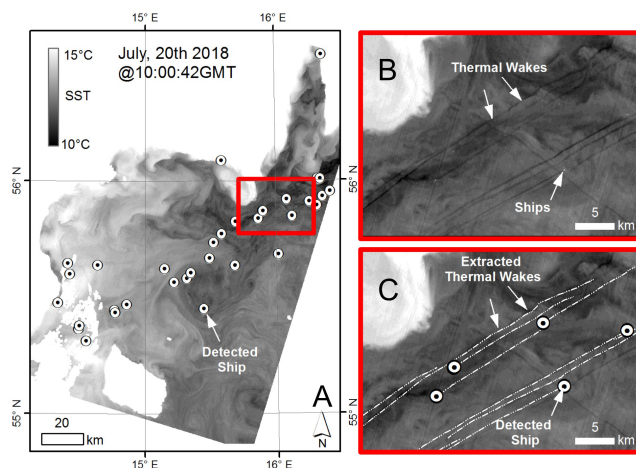 15° E
16° E
July, 20th 2018
@10:00:42GMT
15°C
SST
10°C
56° N
56° N
Detected
Ship
55° N
55° N
20
km
A
N
15° E
16° E
B
Thermal Wakes
Ships
5
km
C
Extracted
Thermal Wakes
Detected
Ship
5
km